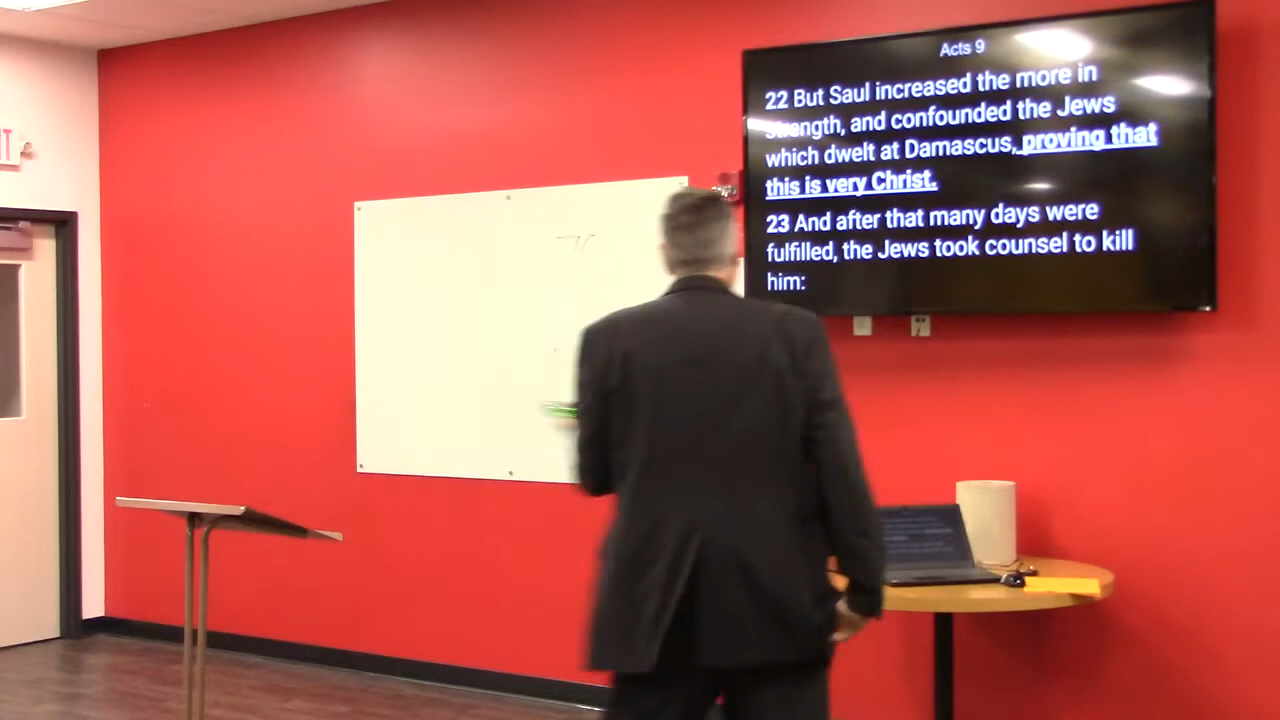 Acts 9
22 But Saul increased the more in
strength, and confounded the Jews
which dwelt at Damascus, proving that
this is very Christ.
23 And after that many days were
fulfilled, the Jews took counsel to kill
him:
70